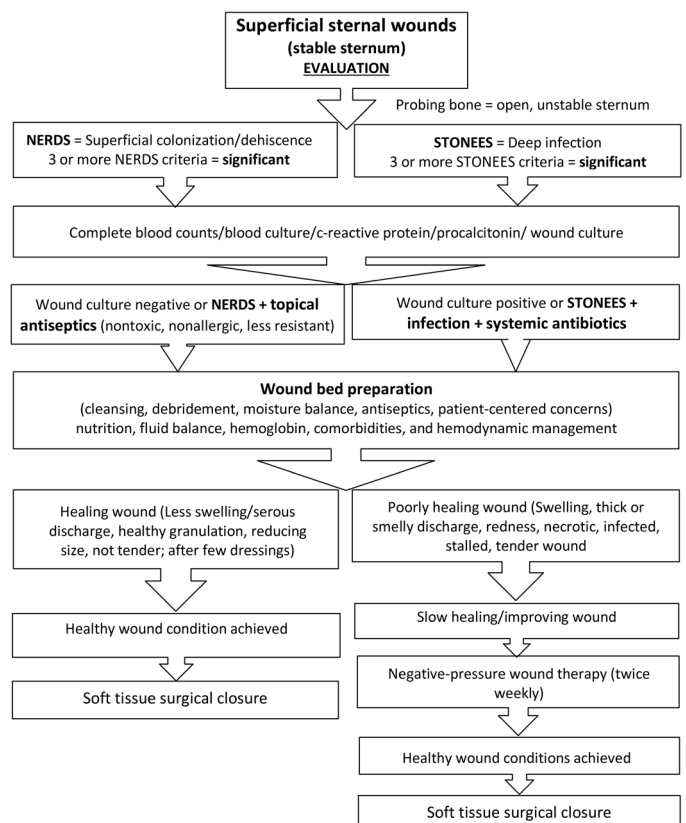 Superficial sternal wounds
(stable sternum)
EVALUATION
Probing bone = open, unstable sternum
NERDS = Superficial colonization/dehiscence
3 or more NERDS criteria = significant
STONEES = Deep infection
3 or more STONEES criteria = significant
Complete blood counts/blood culture/c-reactive protein/procalcitonin/ wound culture
Wound culture negative or NERDS + topical
antiseptics (nontoxic, nonallergic, less resistant)
Wound culture positive or STONEES +
infection + systemic antibiotics
Wound bed preparation
(cleansing, debridement, moisture balance, antiseptics, patient-centered concerns)
nutrition, fluid balance, hemoglobin, comorbidities, and hemodynamic management
Healing wound (Less swelling/serous
discharge, healthy granulation, reducing
size, not tender; after few dressings)
Poorly healing wound (Swelling, thick or
smelly discharge, redness, necrotic, infected,
stalled, tender wound
Healthy wound condition achieved
Soft tissue surgical closure
Slow healing/improving wound
Negative-pressure wound therapy (twice
weekly)
Healthy wound conditions achieved
Soft tissue surgical closure